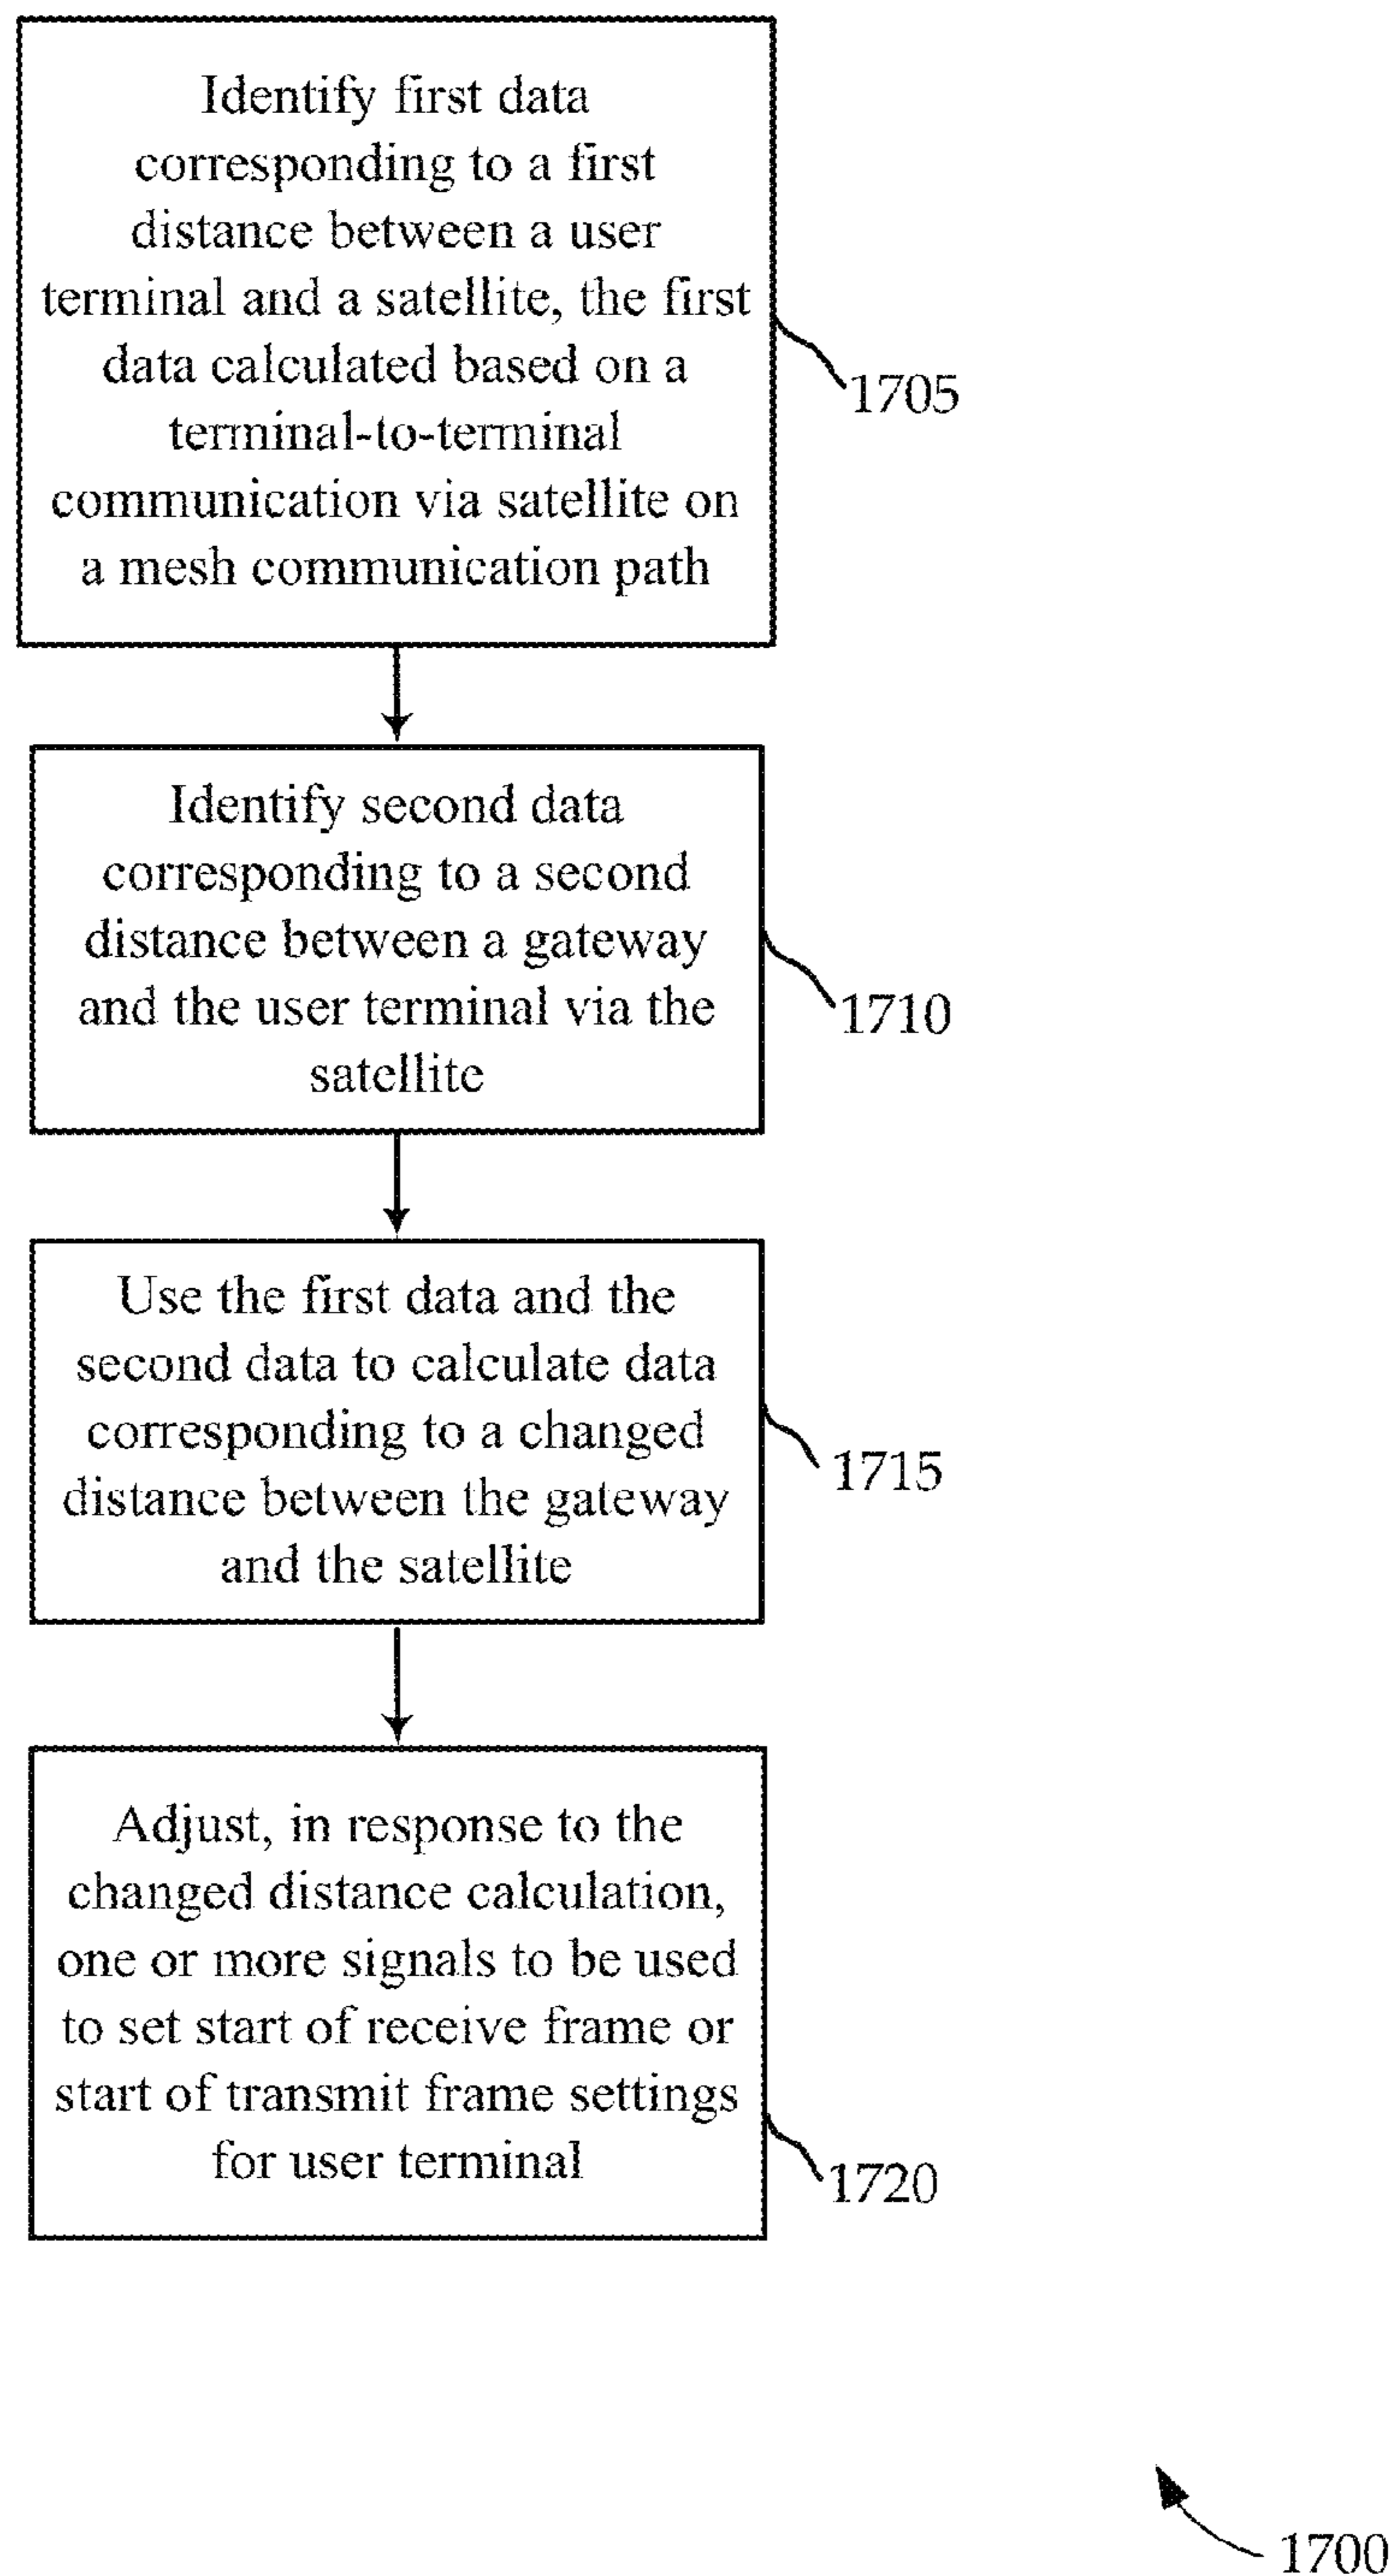 Identify first data
corresponding to a first
distance between a user
terminal and a satellite, the first
data calculated based on a
terminal-to-terminal
communication via satellite on
a mesh communication path
1705
Identify second data
corresponding to a second
distance between a gateway
and the user terminal via the
satellite
1710
Use the first data and the
second data to calculate data
corresponding to a changed
distance between the gateway
and the satellite
1715
Adjust, in response to the
changed distance calculation,
one or more signals to be used
to set start of receive frame or
start of transmit frame settings
for user terminal
1720
1700